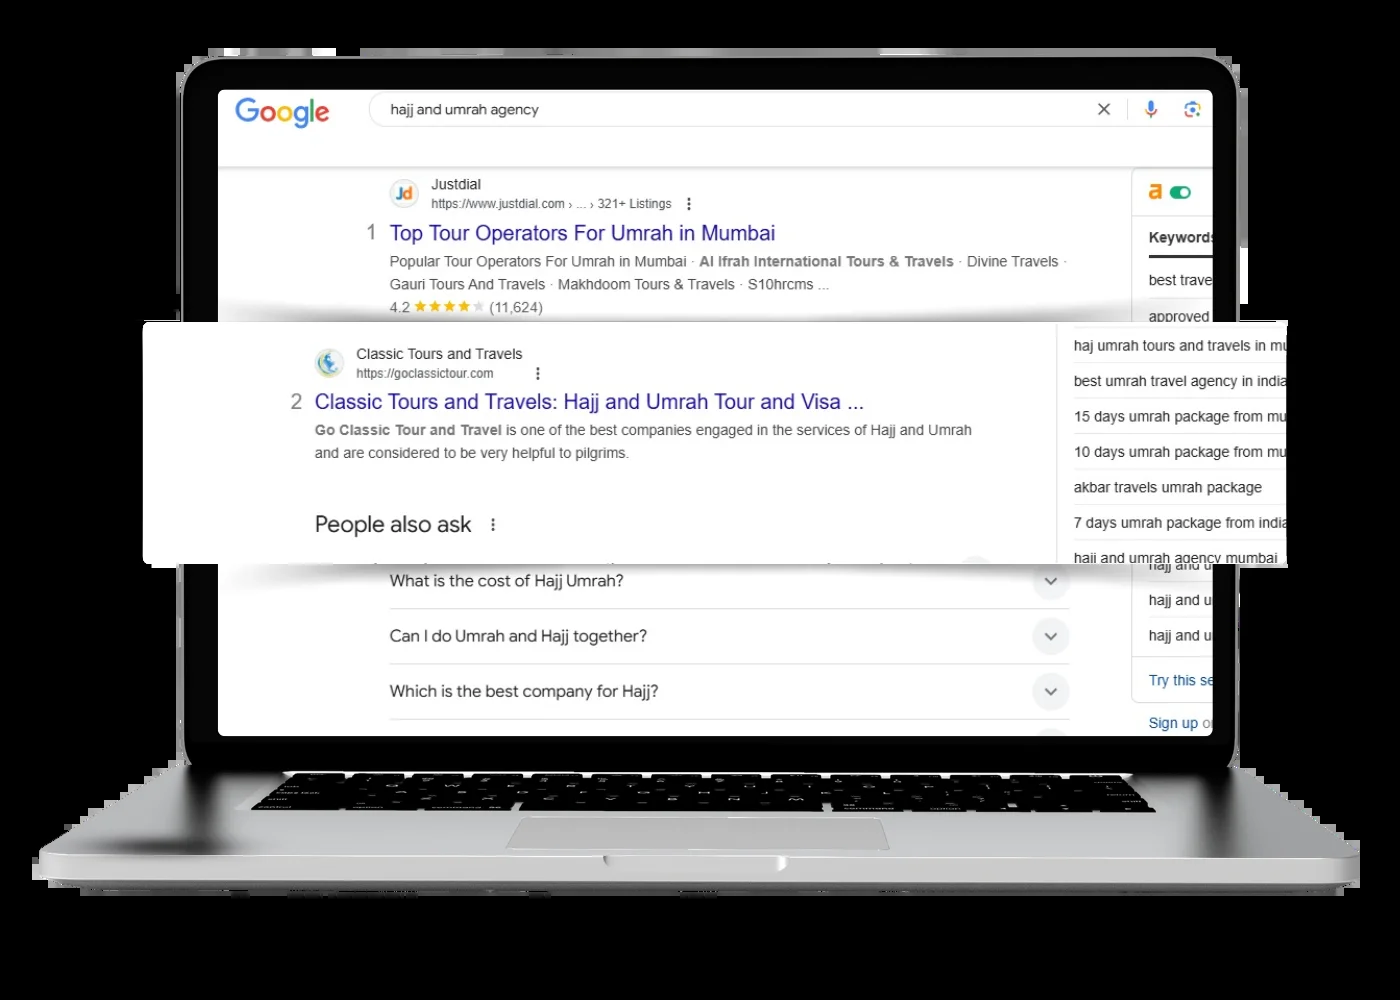 Google
hajj and umrah agency
Jd
Justdial
https://www.justdial.com › ... › 321+ Listings
1
Top Tour Operators For Umrah in Mumbai
Popular Tour Operators For Umrah in Mumbai · Al Ifrah International Tours & Travels · Divine Travels ·
Gauri Tours And Travels · Makhdoom Tours & Travels · S10hrcms ...
4.2 (11,624)
a
Keywords
best trave
approved
Classic Tours and Travels
https://goclassictour.com
2
Classic Tours and Travels: Hajj and Umrah Tour and Visa ...
Go Classic Tour and Travel is one of the best companies engaged in the services of Hajj and Umrah
and are considered to be very helpful to pilgrims.
People also ask
haj umrah tours and travels in mu
best umrah travel agency in india
15 days umrah package from mu
10 days umrah package from mu
akbar travels umrah package
7 days umrah package from india
hajj and umrah agency mumbai
What is the cost of Hajj Umrah?
Can I do Umrah and Hajj together?
Which is the best company for Hajj?
hajj and u
hajj and u
hajj and u
Try this se
Sign up o